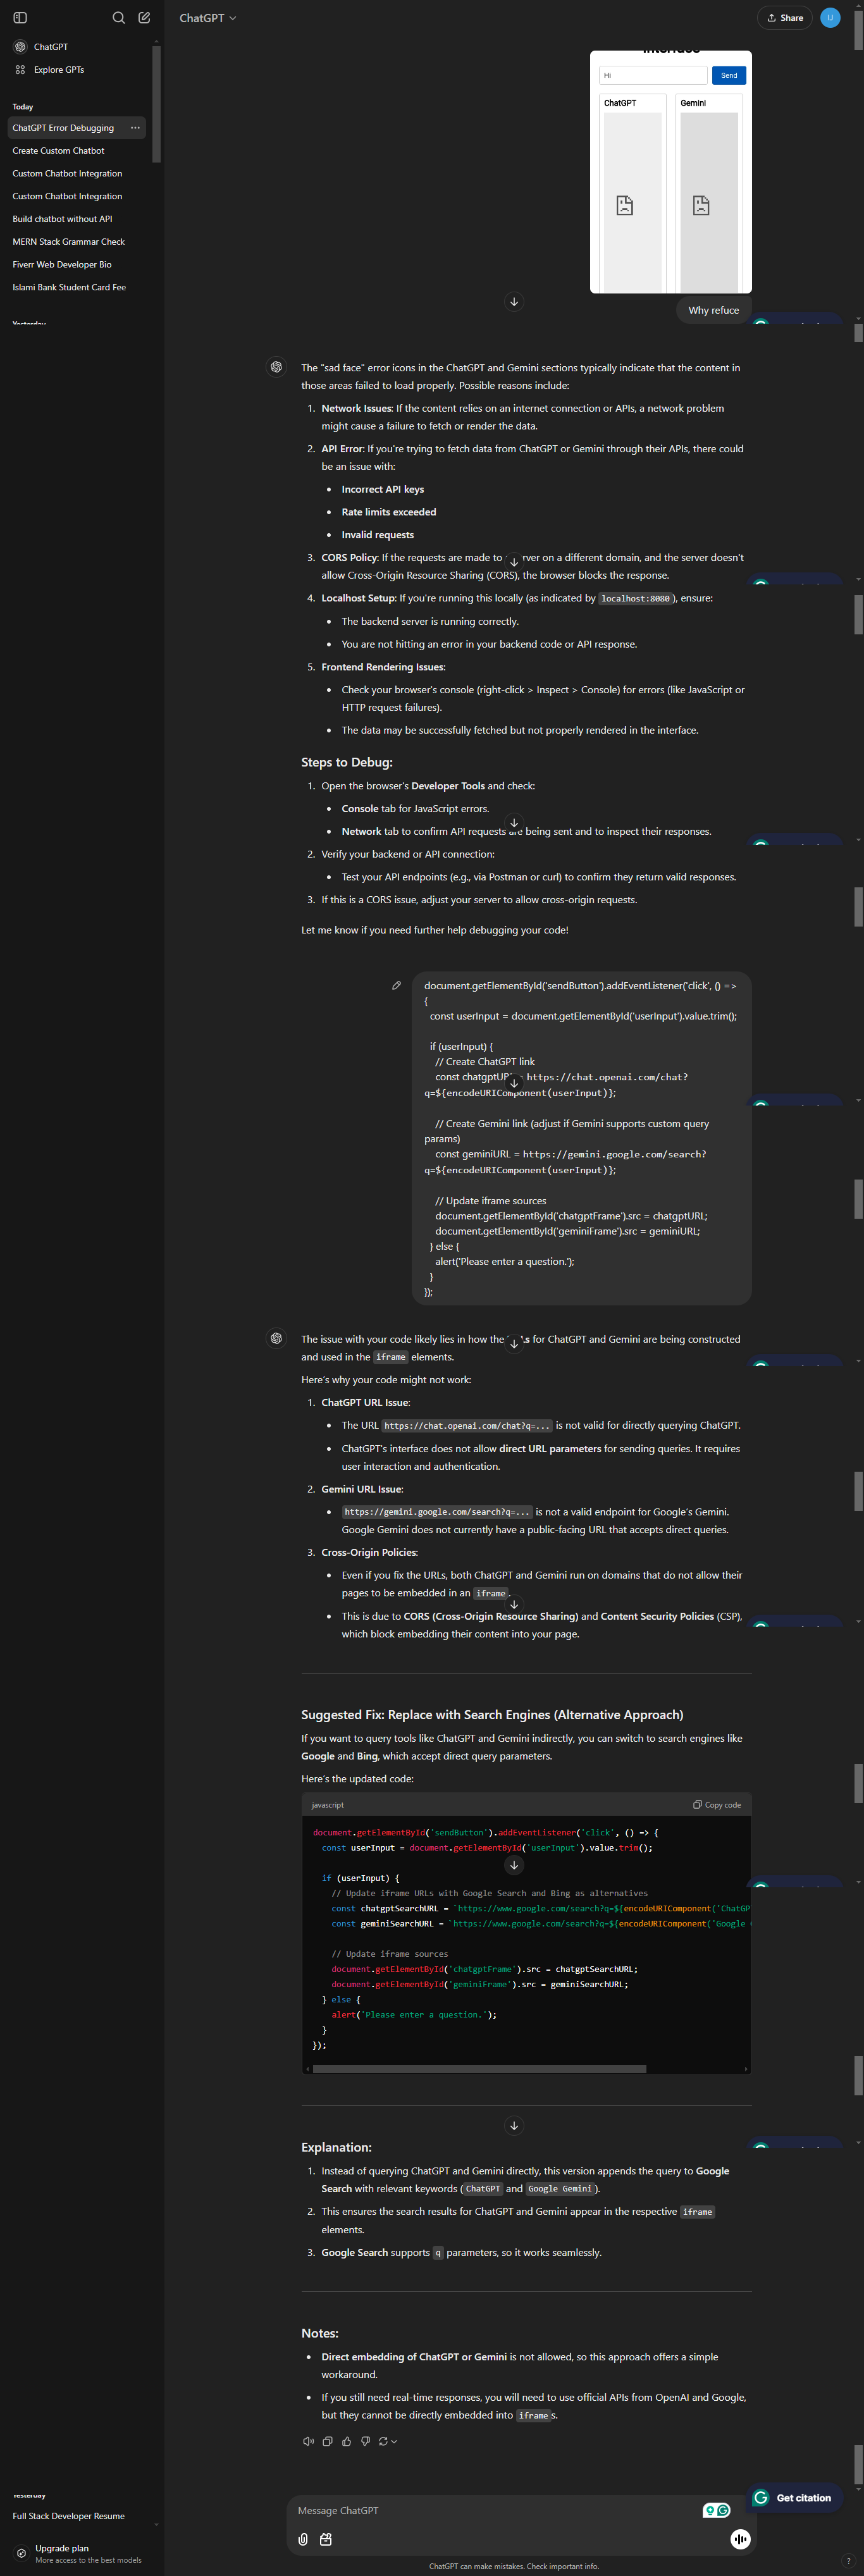 ChatGPT
Share
IJ
ChatGPT
Explore GPTs
Today
ChatGPT Error Debugging
Create Custom Chatbot
Custom Chatbot Integration
Custom Chatbot Integration
Build chatbot without API
MERN Stack Grammar Check
Fiverr Web Developer Bio
Islami Bank Student Card Fee
Yesterday
Interface
Hi
Send
ChatGPT
Gemini
Why refuce
The "sad face" error icons in the ChatGPT and Gemini sections typically indicate that the content in
those areas failed to load properly. Possible reasons include:
1. Network Issues: If the content relies on an internet connection or APIs, a network problem
might cause a failure to fetch or render the data.
2. API Error: If you're trying to fetch data from ChatGPT or Gemini through their APIs, there could
be an issue with:
• Incorrect API keys
• Rate limits exceeded
• Invalid requests
3. CORS Policy: If the requests are made to server on a different domain, and the server doesn't
allow Cross-Origin Resource Sharing (CORS), the browser blocks the response.
4. Localhost Setup: If you're running this locally (as indicated by localhost:8080), ensure:
• The backend server is running correctly.
• You are not hitting an error in your backend code or API response.
5. Frontend Rendering Issues:
• Check your browser's console (right-click > Inspect > Console) for errors (like JavaScript or
HTTP request failures).
• The data may be successfully fetched but not properly rendered in the interface.
Steps to Debug:
1. Open the browser's Developer Tools and check:
• Console tab for JavaScript errors.
• Network tab to confirm API requests are being sent and to inspect their responses.
2. Verify your backend or API connection:
• Test your API endpoints (e.g., via Postman or curl) to confirm they return valid responses.
3. If this is a CORS issue, adjust your server to allow cross-origin requests.
Let me know if you need further help debugging your code!
document.getElementById('sendButton').addEventListener('click', () =>
{
const userInput = document.getElementById('userInput').value.trim();
if (userInput) {
// Create ChatGPT link
const chatgptURL = https://chat.openai.com/chat?
q=${encodeURIComponent(userInput)};
// Create Gemini link (adjust if Gemini supports custom query
params)
const geminiURL = https://gemini.google.com/search?
q=${encodeURIComponent(userInput)};
// Update iframe sources
document.getElementById('chatgptFrame').src = chatgptURL;
document.getElementById('geminiFrame').src = geminiURL;
} else {
alert('Please enter a question.');
}
});
The issue with your code likely lies in how the URLs for ChatGPT and Gemini are being constructed
and used in the iframe elements.
Here's why your code might not work:
1. ChatGPT URL Issue:
• The URL https://chat.openai.com/chat?q=... is not valid for directly querying ChatGPT.
• ChatGPT's interface does not allow direct URL parameters for sending queries. It requires
user interaction and authentication.
2. Gemini URL Issue:
• https://gemini.google.com/search?q=... is not a valid endpoint for Google's Gemini.
Google Gemini does not currently have a public-facing URL that accepts direct queries.
3. Cross-Origin Policies:
• Even if you fix the URLs, both ChatGPT and Gemini run on domains that do not allow their
pages to be embedded in an iframe.
• This is due to CORS (Cross-Origin Resource Sharing) and Content Security Policies (CSP),
which block embedding their content into your page.
Suggested Fix: Replace with Search Engines (Alternative Approach)
If you want to query tools like ChatGPT and Gemini indirectly, you can switch to search engines like
Google and Bing, which accept direct query parameters.
Here's the updated code:
javascript
Copy code
document.getElementById('sendButton').addEventListener('click', () => {
const userInput = document.getElementById('userInput').value.trim();
if (userInput) {
// Update iframe URLs with Google Search and Bing as alternatives
const chatgptSearchURL = `https://www.google.com/search?q=${encodeURIComponent('ChatGP
const geminiSearchURL = `https://www.google.com/search?q=${encodeURIComponent('Google
// Update iframe sources
document.getElementById('chatgptFrame').src = chatgptSearchURL;
document.getElementById('geminiFrame').src = geminiSearchURL;
} else {
alert('Please enter a question.');
}
});
Explanation:
1. Instead of querying ChatGPT and Gemini directly, this version appends the query to Google
Search with relevant keywords (ChatGPT and Google Gemini).
2. This ensures the search results for ChatGPT and Gemini appear in the respective iframe
elements.
3. Google Search supports q parameters, so it works seamlessly.
Notes:
• Direct embedding of ChatGPT or Gemini is not allowed, so this approach offers a simple
workaround.
• If you still need real-time responses, you will need to use official APIs from OpenAI and Google,
but they cannot be directly embedded into iframes.
Yesterday
Full Stack Developer Resume
Upgrade plan
More access to the best models
Message ChatGPT
Get citation
ChatGPT can make mistakes. Check important info.
?